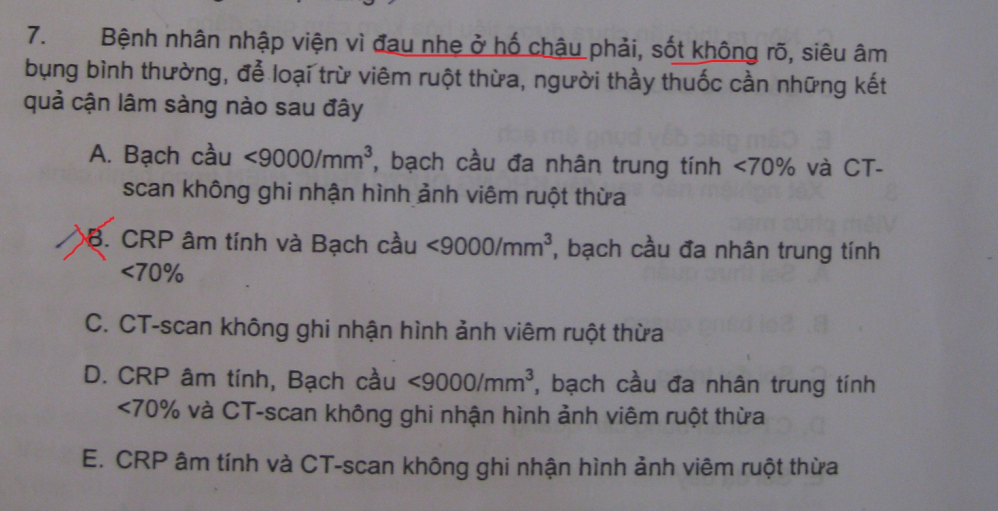 7. Bệnh nhân nhập viện vì đau nhẹ ở hố chậu phải, sốt không rõ, siêu âm
bụng bình thường, để loại trừ viêm ruột thừa, người thầy thuốc cần những kết
quả cận lâm sàng nào sau đây
A. Bạch cầu <9000/mm³, bạch cầu đa nhân trung tính <70% và CT-
scan không ghi nhận hình ảnh viêm ruột thừa
B. CRP âm tính và Bạch cầu <9000/mm³, bạch cầu đa nhân trung tính
<70%
C. CT-scan không ghi nhận hình ảnh viêm ruột thừa
D. CRP âm tính, Bạch cầu <9000/mm³, bạch cầu đa nhân trung tính
<70% và CT-scan không ghi nhận hình ảnh viêm ruột thừa
E. CRP âm tính và CT-scan không ghi nhận hình ảnh viêm ruột thừa